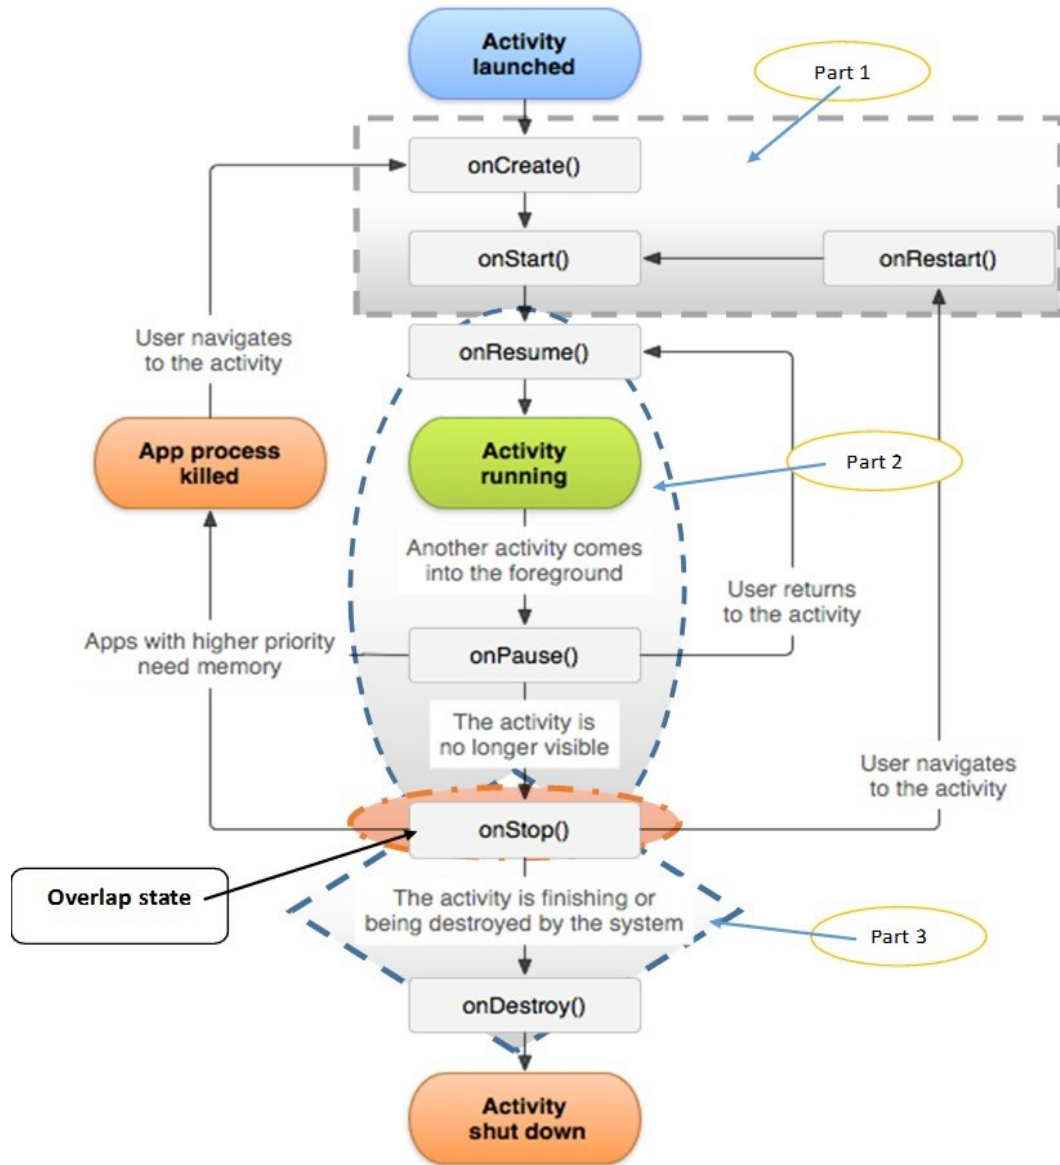 Activity
launched
Part 1
onCreate()
onStart()
onRestart()
User navigates
to the activity
onResume()
App process
killed
Activity
running
Part 2
Another activity comes
into the foreground
User returns
to the activity
Apps with higher priority
need memory
onPause()
The activity is
no longer visible
User navigates
to the activity
onStop()
Overlap state
The activity is finishing or
being destroyed by the system
Part 3
onDestroy()
Activity
shut down